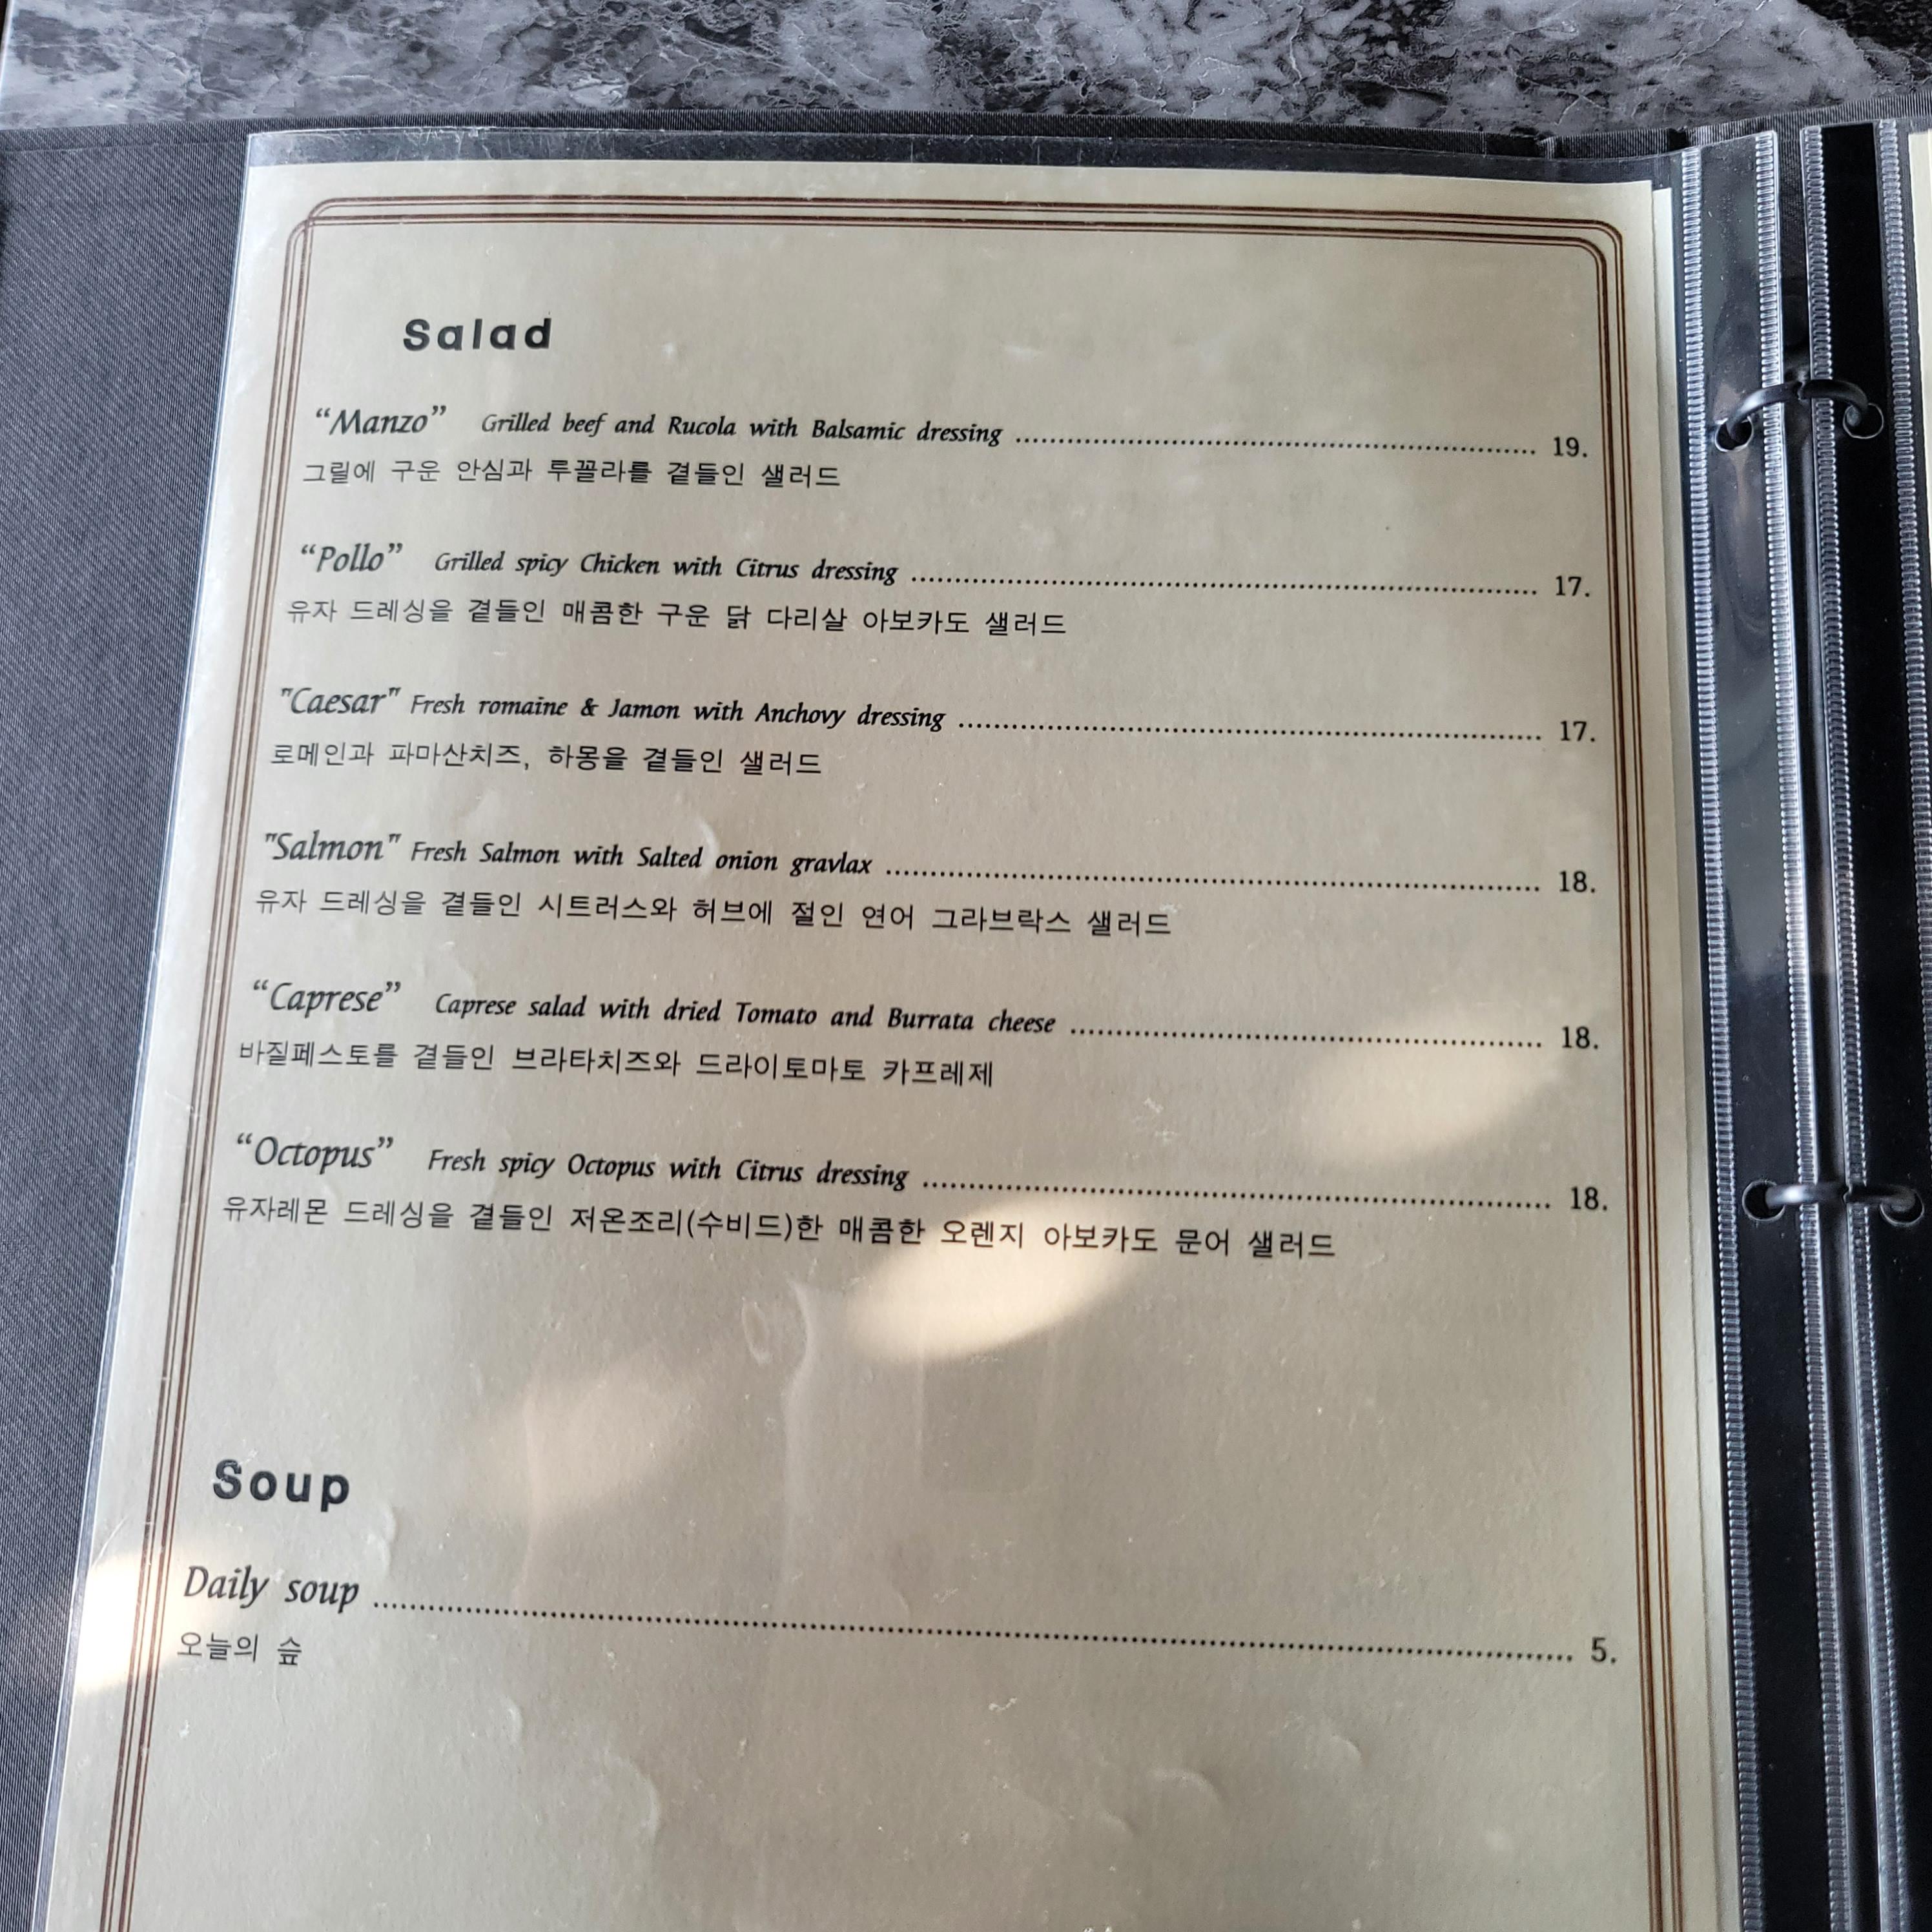 Salad
“Manzo” Grilled beef and Rucola with Balsamic dressing ........................................ 19.
그릴에 구운 안심과 루꼴라를 곁들인 샐러드
“Pollo” Grilled spicy Chicken with Citrus dressing ........................................ 17.
유자 드레싱을 곁들인 매콤한 구운 닭 다리살 아보카도 샐러드
"Caesar" Fresh romaine & Jamon with Anchovy dressing ........................................ 17.
로메인과 파마산치즈, 하몽을 곁들인 샐러드
"Salmon" Fresh Salmon with Salted onion gravlax ........................................ 18.
유자 드레싱을 곁들인 시트러스와 허브에 절인 연어 그라브락스 샐러드
“Caprese” Caprese salad with dried Tomato and Burrata cheese ........................................ 18.
바질페스토를 곁들인 브라타치즈와 드라이토마토 카프레제
“Octopus” Fresh spicy Octopus with Citrus dressing ........................................ 18.
유자레몬 드레싱을 곁들인 저온조리(수비드)한 매콤한 오렌지 아보카도 문어 샐러드
Soup
Daily soup ........................................ 5.
오늘의 숲